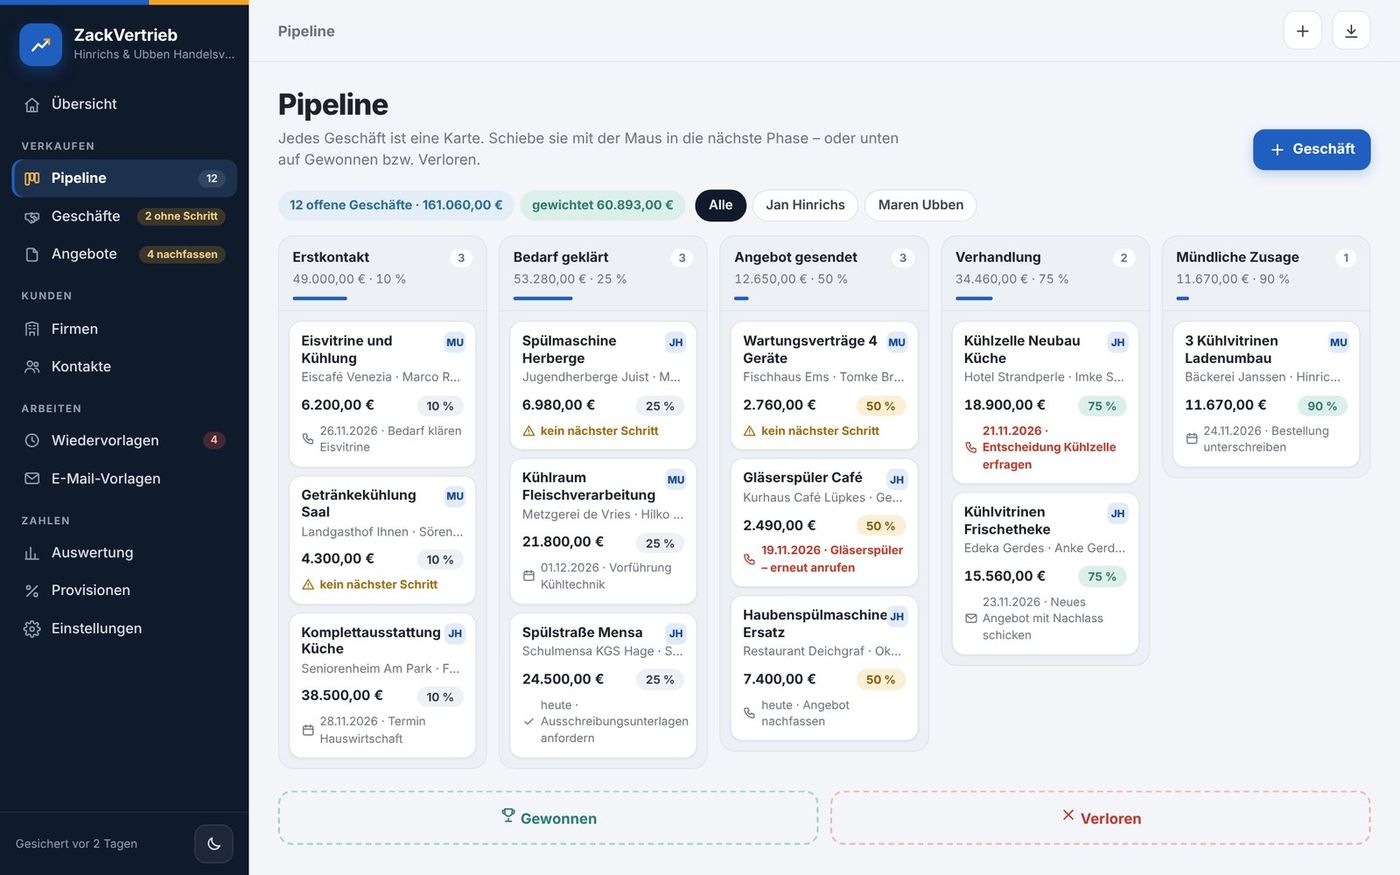 ZackVertrieb
Hinrichs & Ubben Handelsv...
Übersicht
VERKAUFEN
Pipeline 12
Geschäfte 2 ohne Schritt
Angebote 4 nachfassen
KUNDEN
Firmen
Kontakte
ARBEITEN
Wiedervorlagen 4
E-Mail-Vorlagen
ZAHLEN
Auswertung
Provisionen
Einstellungen
Gesichert vor 2 Tagen
Pipeline
Pipeline
Jedes Geschäft ist eine Karte. Schiebe sie mit der Maus in die nächste Phase – oder unten
auf Gewonnen bzw. Verloren.
+ Geschäft
12 offene Geschäfte · 161.060,00 € gewichtet 60.893,00 € Alle Jan Hinrichs Maren Ubben
Erstkontakt 3
49.000,00 € · 10 %
Eisvitrine und MU
Kühlung
Eiscafé Venezia · Marco R...
6.200,00 € 10 %
26.11.2026 · Bedarf klären
Eisvitrine
Getränkekühlung MU
Saal
Landgasthof Ihnen · Sören...
4.300,00 € 10 %
kein nächster Schritt
Komplettausstattung JH
Küche
Seniorenheim Am Park · F...
38.500,00 € 10 %
28.11.2026 · Termin
Hauswirtschaft
Bedarf geklärt 3
53.280,00 € · 25 %
Spülmaschine JH
Herberge
Jugendherberge Juist · M...
6.980,00 € 25 %
kein nächster Schritt
Kühlraum MU
Fleischverarbeitung
Metzgerei de Vries · Hilko ...
21.800,00 € 25 %
01.12.2026 · Vorführung
Kühltechnik
Spülstraße Mensa JH
Schulmensa KGS Hage · S...
24.500,00 € 25 %
heute ·
Ausschreibungsunterlagen
anfordern
Angebot gesendet 3
12.650,00 € · 50 %
Wartungsverträge 4 MU
Geräte
Fischhaus Ems · Tomke Br...
2.760,00 € 50 %
kein nächster Schritt
Gläserspüler Café JH
Kurhaus Café Lüpkes · Ge...
2.490,00 € 50 %
19.11.2026 · Gläserspüler
– erneut anrufen
Haubenspülmaschine JH
Ersatz
Restaurant Deichgraf · Ok...
7.400,00 € 50 %
heute · Angebot
nachfassen
Verhandlung 2
34.460,00 € · 75 %
Kühlzelle Neubau JH
Küche
Hotel Strandperle · Imke S...
18.900,00 € 75 %
21.11.2026 ·
Entscheidung Kühlzelle
erfragen
Kühlvitrinen JH
Frischetheke
Edeka Gerdes · Anke Gerd...
15.560,00 € 75 %
23.11.2026 · Neues
Angebot mit Nachlass
schicken
Mündliche Zusage 1
11.670,00 € · 90 %
3 Kühlvitrinen MU
Ladenumbau
Bäckerei Janssen · Hinric...
11.670,00 € 90 %
24.11.2026 · Bestellung
unterschreiben
Gewonnen
Verloren